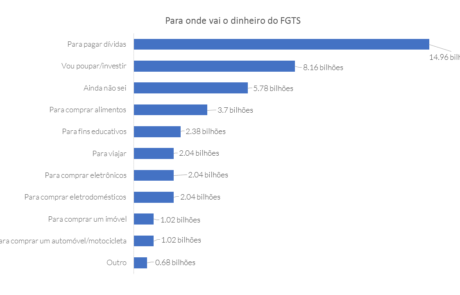 Para onde vai o dinheiro do FGTS
Para pagar dívidas 14.96 bilh
Vou poupar/investir 8.16 bilhões
Ainda não sei 5.78 bilhões
Para comprar alimentos 3.7 bilhões
Para fins educativos 2.38 bilhões
Para viajar 2.04 bilhões
Para comprar eletrônicos 2.04 bilhões
Para comprar eletrodomésticos 2.04 bilhões
Para comprar um imóvel 1.02 bilhões
ara comprar um automóvel/motocicleta 1.02 bilhões
Outro 0.68 bilhões